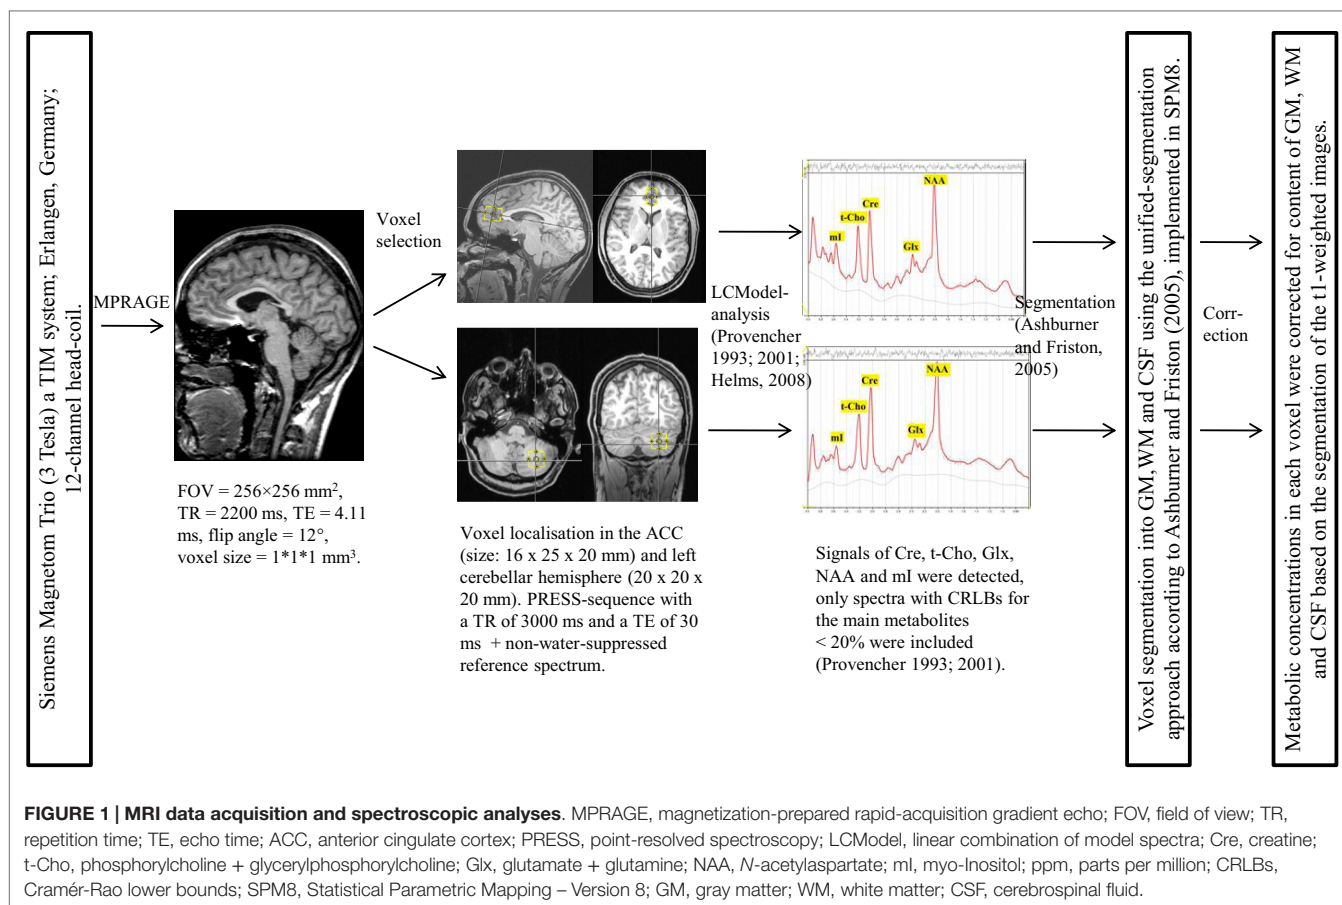 Siemens Magnetom Trio (3 Tesla) a TIM system; Erlangen, Germany;
12-channel head-coil.
MPRAGE
FOV = 256×256 mm²,
TR = 2200 ms, TE = 4.11
ms, flip angle = 12°,
voxel size = 1*1*1 mm³.
Voxel
selection
Voxel localisation in the ACC
(size: 16 x 25 x 20 mm) and left
cerebellar hemisphere (20 x 20 x
20 mm). PRESS-sequence with
a TR of 3000 ms and a TE of 30
ms + non-water-suppressed
reference spectrum.
LCModel-
analysis
(Provencher
1993; 2001;
Helms, 2008)
mI
t-Cho
Cre
Glx
NAA
mI
t-Cho
Cre
Glx
NAA
Signals of Cre, t-Cho, Glx,
NAA and mI were detected,
only spectra with CRLBs for
the main metabolites
< 20% were included
(Provencher 1993; 2001).
Segmentation
(Ashburner
and Friston,
2005)
Voxel segmentation into GM,WM and CSF using the unified-segmentation
approach according to Ashburner and Friston (2005), implemented in SPM8.
Corr-
ection
Metabolic concentrations in each voxel were corrected for content of GM, WM
and CSF based on the segmentation of the t1-weighted images.
FIGURE 1 | MRI data acquisition and spectroscopic analyses. MPRAGE, magnetization-prepared rapid-acquisition gradient echo; FOV, field of view; TR,
repetition time; TE, echo time; ACC, anterior cingulate cortex; PRESS, point-resolved spectroscopy; LCModel, linear combination of model spectra; Cre, creatine;
t-Cho, phosphorylcholine + glycerylphosphorylcholine; Glx, glutamate + glutamine; NAA, N-acetylaspartate; mI, myo-Inositol; ppm, parts per million; CRLBs,
Cramér-Rao lower bounds; SPM8, Statistical Parametric Mapping – Version 8; GM, gray matter; WM, white matter; CSF, cerebrospinal fluid.